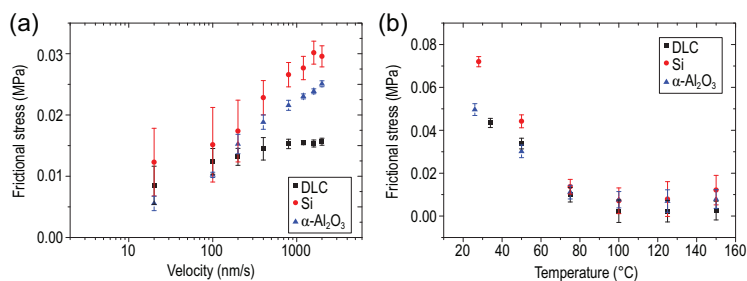 (a)
Frictional stress (MPa)
0.03
0.02
0.01
0.00
100
1000
Velocity (nm/s)
DLC
Si
α-Al₂O₃
(b)
Frictional stress (MPa)
0.08
0.06
0.04
0.02
0.00
20 40 60 80 100 120 140 160
Temperature (°C)
DLC
Si
α-Al₂O₃